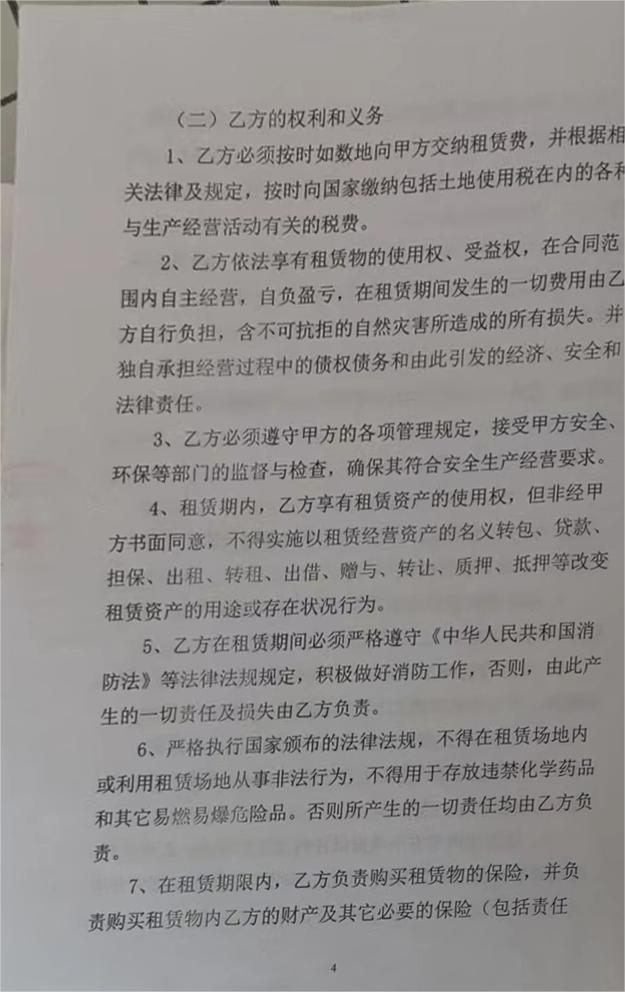 （二）乙方的权利和义务
1、乙方必须按时如数地向甲方交纳租赁费，并根据相
关法律及规定，按时向国家缴纳包括土地使用税在内的各种
与生产经营活动有关的税费。
2、乙方依法享有租赁物的使用权、受益权，在合同范
围内自主经营，自负盈亏，在租赁期间发生的一切费用由乙
方自行负担，含不可抗拒的自然灾害所造成的所有损失。并
独自承担经营过程中的债权债务和由此引发的经济、安全和
法律责任。
3、乙方必须遵守甲方的各项管理规定，接受甲方安全、
环保等部门的监督与检查，确保其符合安全生产经营要求。
4、租赁期内，乙方享有租赁资产的使用权，但非经甲
方书面同意，不得实施以租赁经营资产的名义转包、贷款、
担保、出租、转租、出借、赠与、转让、质押、抵押等改变
租赁资产的用途或存在状况行为。
5、乙方在租赁期间必须严格遵守《中华人民共和国消
防法》等法律法规规定，积极做好消防工作，否则，由此产
生的一切责任及损失由乙方负责。
6、严格执行国家颁布的法律法规，不得在租赁场地内
或利用租赁场地从事非法行为，不得用于存放违禁化学药品
和其它易燃易爆危险品。否则所产生的一切责任均由乙方负
责。
7、在租赁期限内，乙方负责购买租赁物的保险，并负
责购买租赁物内乙方的财产及其它必要的保险（包括责任
4